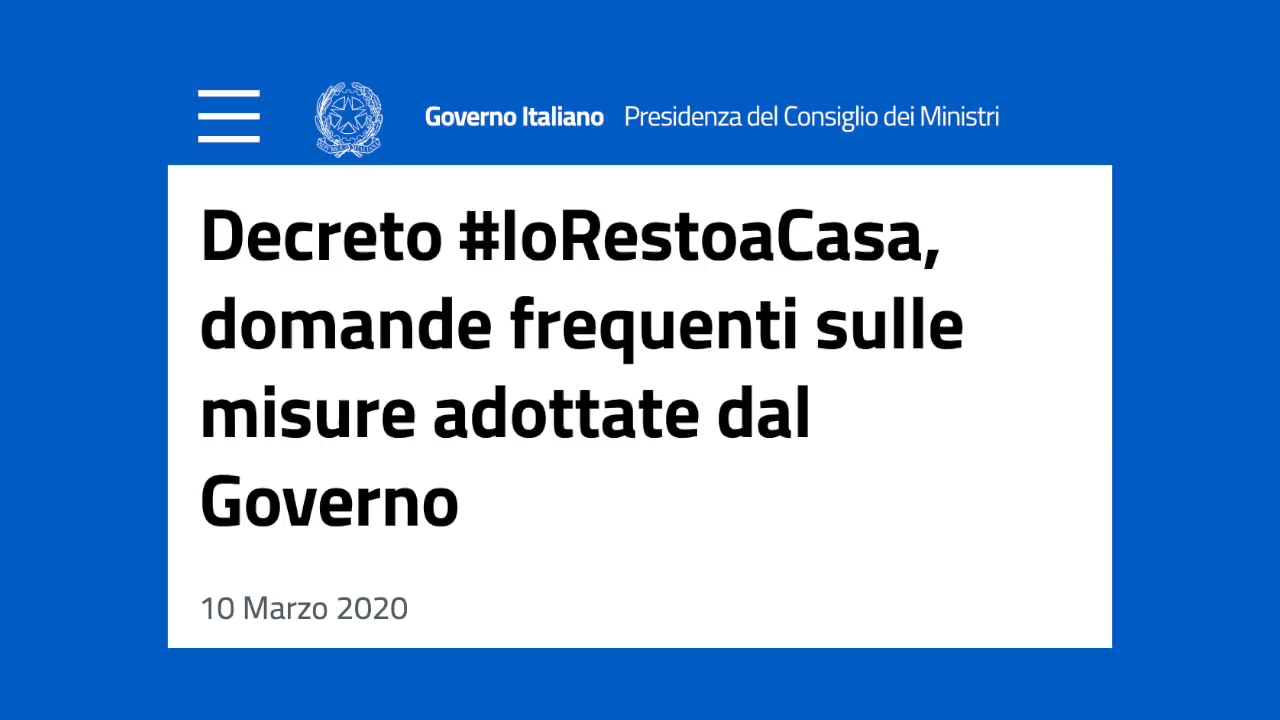 Governo Italiano Presidenza del Consiglio dei Ministri
Decreto #IoRestoaCasa,
domande frequenti sulle
misure adottate dal
Governo
10 Marzo 2020